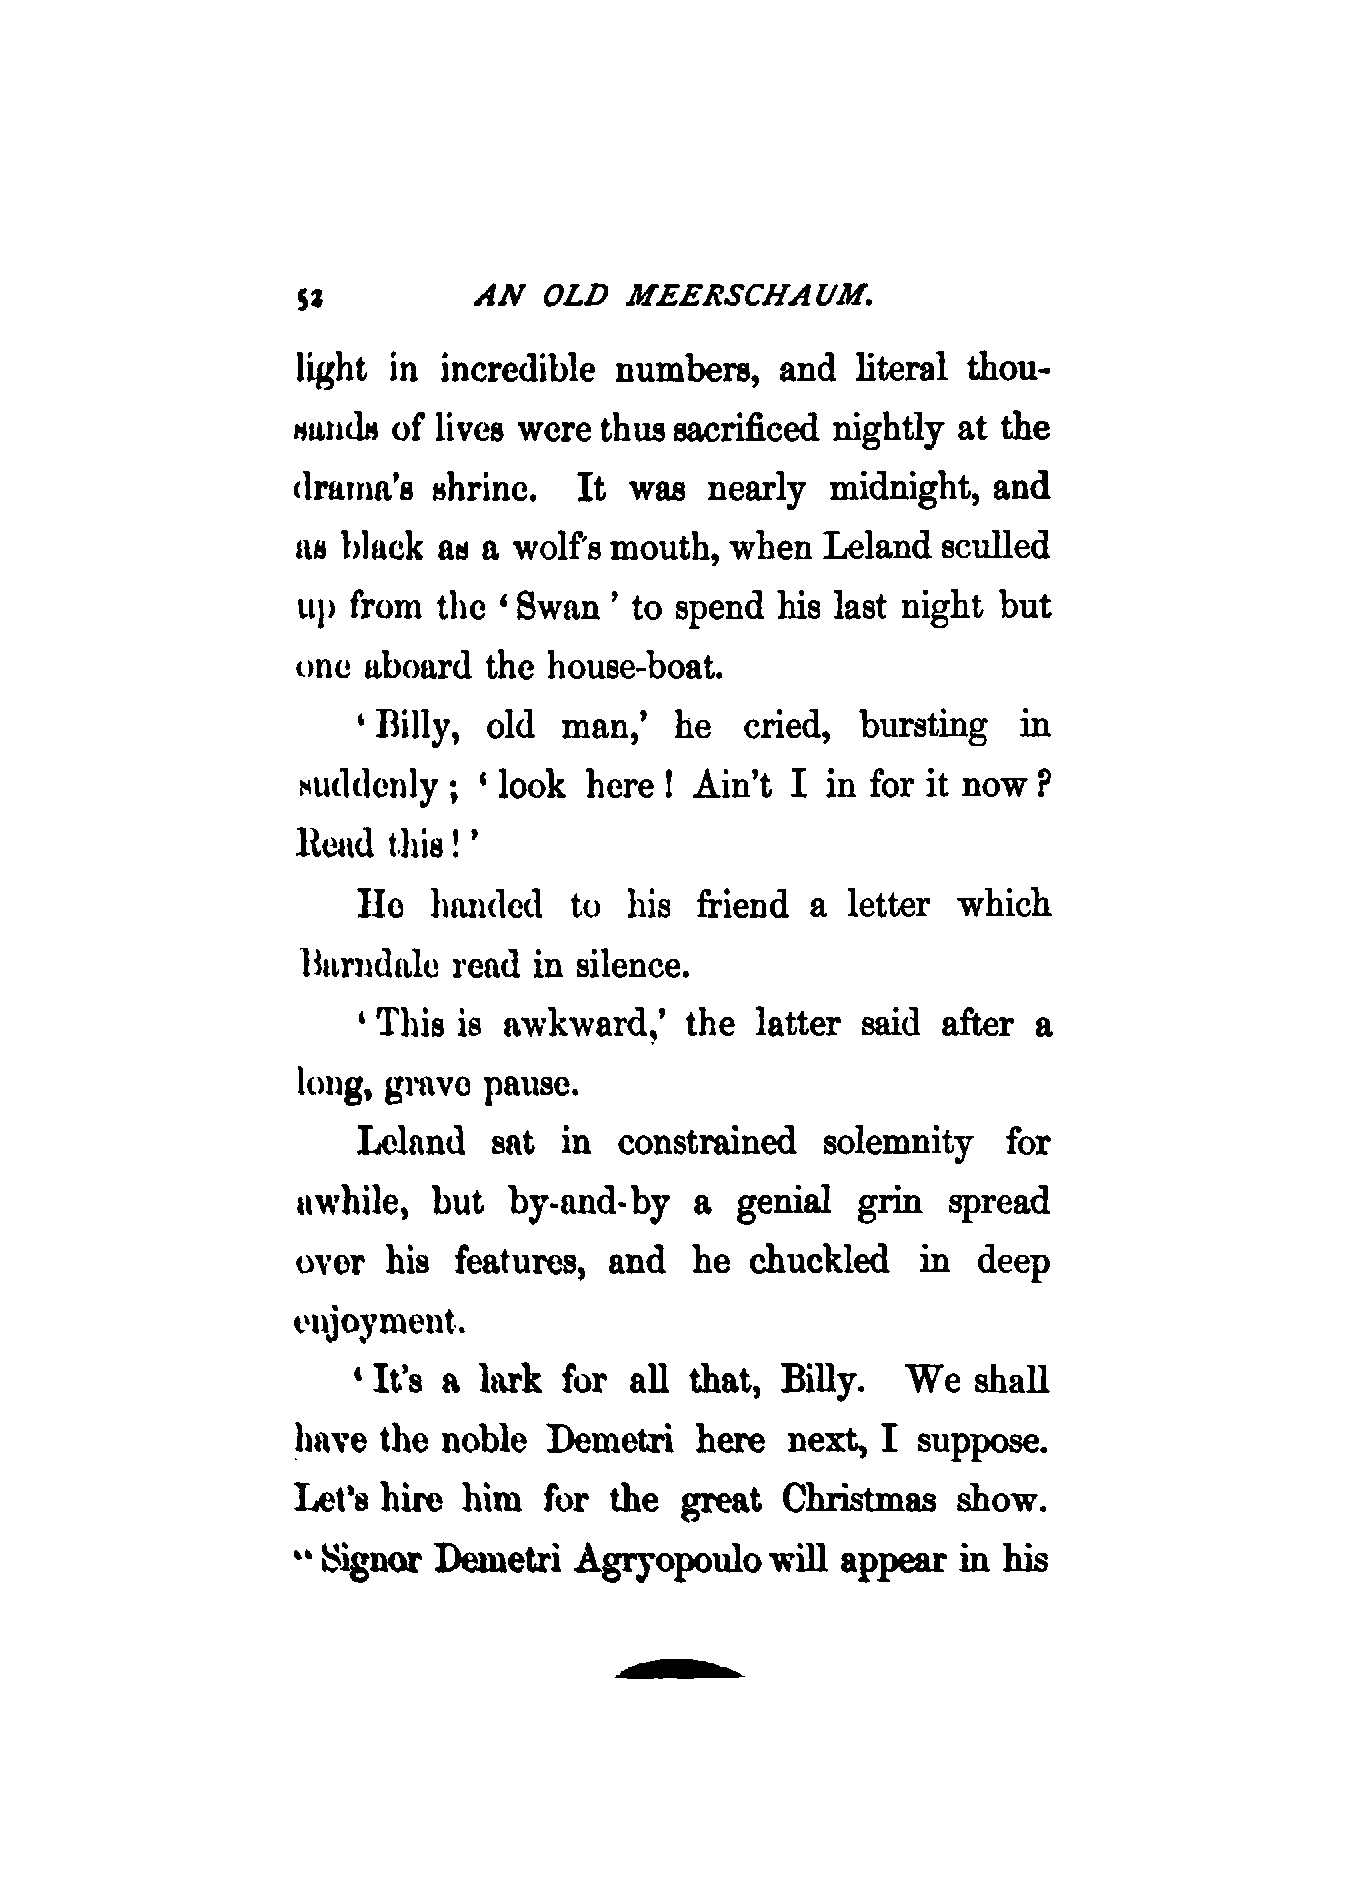 52 AN OLD MEERSCHAUM.
light in incredible numbers, and literal thou-
sands of lives were thus sacrificed nightly at the
drama's shrine. It was nearly midnight, and
as black as a wolf's mouth, when Leland sculled
up from the ‘Swan’ to spend his last night but
one aboard the house-boat.
‘Billy, old man,’ he cried, bursting in
suddenly; ‘look here! Ain't I in for it now?
Read this!’
He handed to his friend a letter which
Barndale read in silence.
‘This is awkward,’ the latter said after a
long, grave pause.
Leland sat in constrained solemnity for
awhile, but by-and-by a genial grin spread
over his features, and he chuckled in deep
enjoyment.
‘It's a lark for all that, Billy. We shall
have the noble Demetri here next, I suppose.
Let's hire him for the great Christmas show.
“Signor Demetri Agryopoulo will appear in his